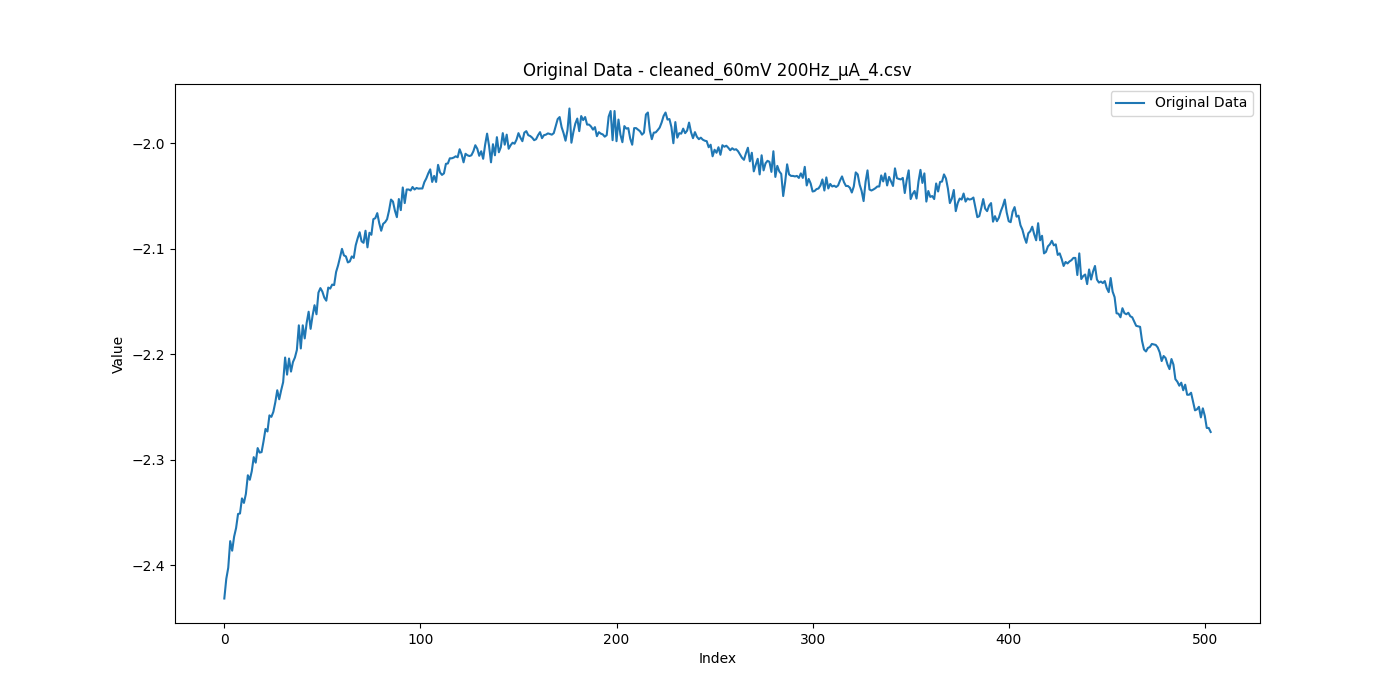 Original Data - cleaned_60mV 200Hz_µA_4.csv
Original Data
Value
−2.0
−2.1
−2.2
−2.3
−2.4
0 100 200 300 400 500
Index